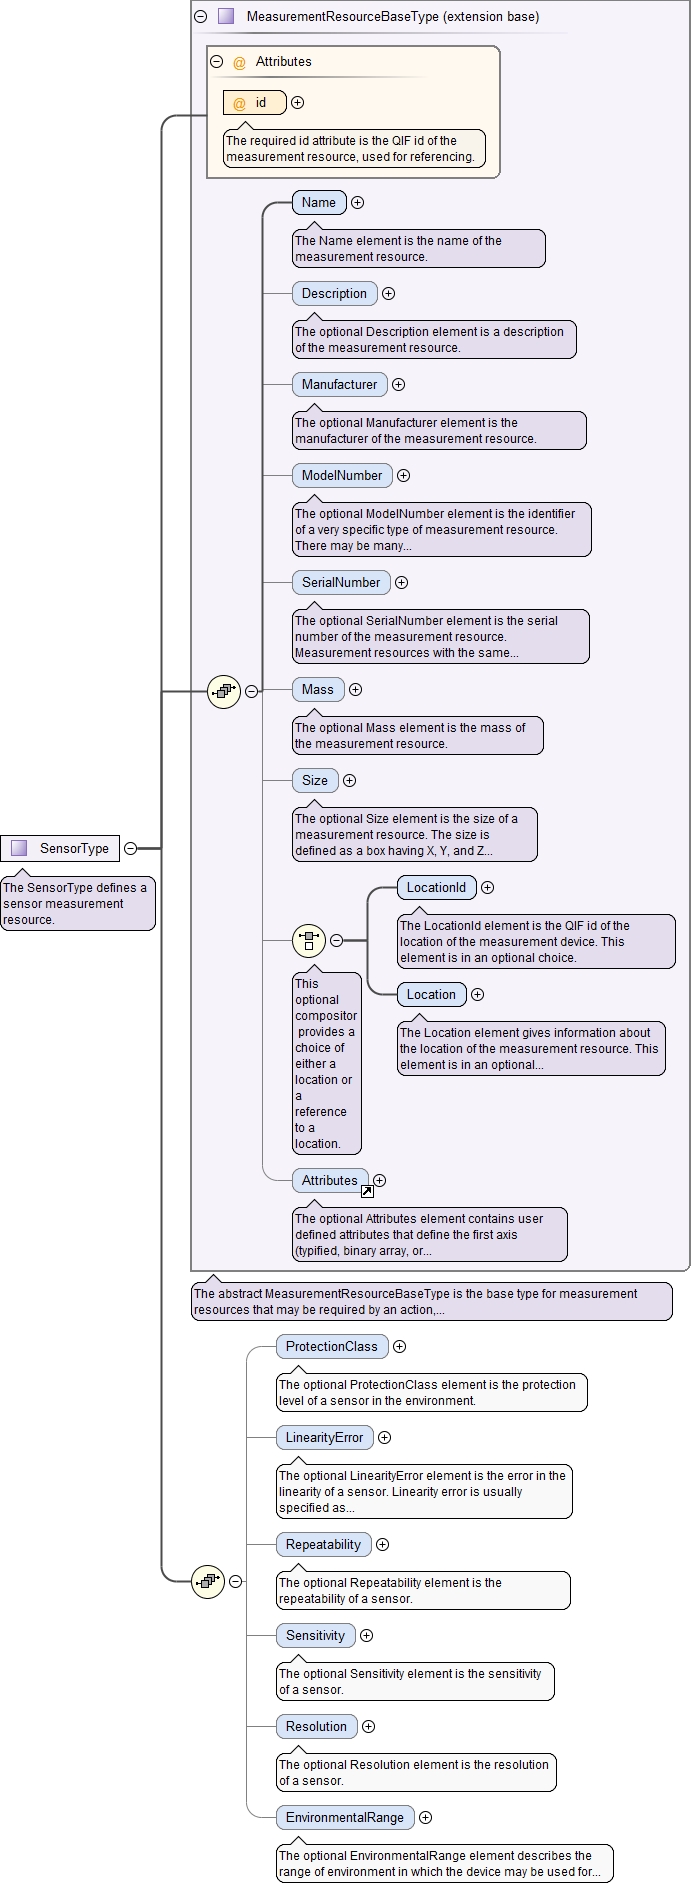 MeasurementResourceBaseType (extension base)
@ Attributes
@ id
The required id attribute is the QIF id of the
measurement resource, used for referencing.
Name
The Name element is the name of the
measurement resource.
Description
The optional Description element is a description
of the measurement resource.
Manufacturer
The optional Manufacturer element is the
manufacturer of the measurement resource.
ModelNumber
The optional ModelNumber element is the identifier
of a very specific type of measurement resource.
There may be many...
SerialNumber
The optional SerialNumber element is the serial
number of the measurement resource.
Measurement resources with the same...
Mass
The optional Mass element is the mass of
the measurement resource.
Size
The optional Size element is the size of a
measurement resource. The size is
defined as a box having X, Y, and Z...
SensorType
The SensorType defines a
sensor measurement
resource.
LocationId
The LocationId element is the QIF id of the
location of the measurement device. This
element is in an optional choice.
Location
The Location element gives information about
the location of the measurement resource. This
element is in an optional...
This
optional
compositor
provides a
choice of
either a
location or
a
reference
to a
location.
Attributes
The optional Attributes element contains user
defined attributes that define the first axis
(typified, binary array, or...
The abstract MeasurementResourceBaseType is the base type for measurement
resources that may be required by an action,...
ProtectionClass
The optional ProtectionClass element is the protection
level of a sensor in the environment.
LinearityError
The optional LinearityError element is the error in the
linearity of a sensor. Linearity error is usually
specified as...
Repeatability
The optional Repeatability element is the
repeatability of a sensor.
Sensitivity
The optional Sensitivity element is the sensitivity
of a sensor.
Resolution
The optional Resolution element is the resolution
of a sensor.
EnvironmentalRange
The optional EnvironmentalRange element describes the
range of environment in which the device may be used for...